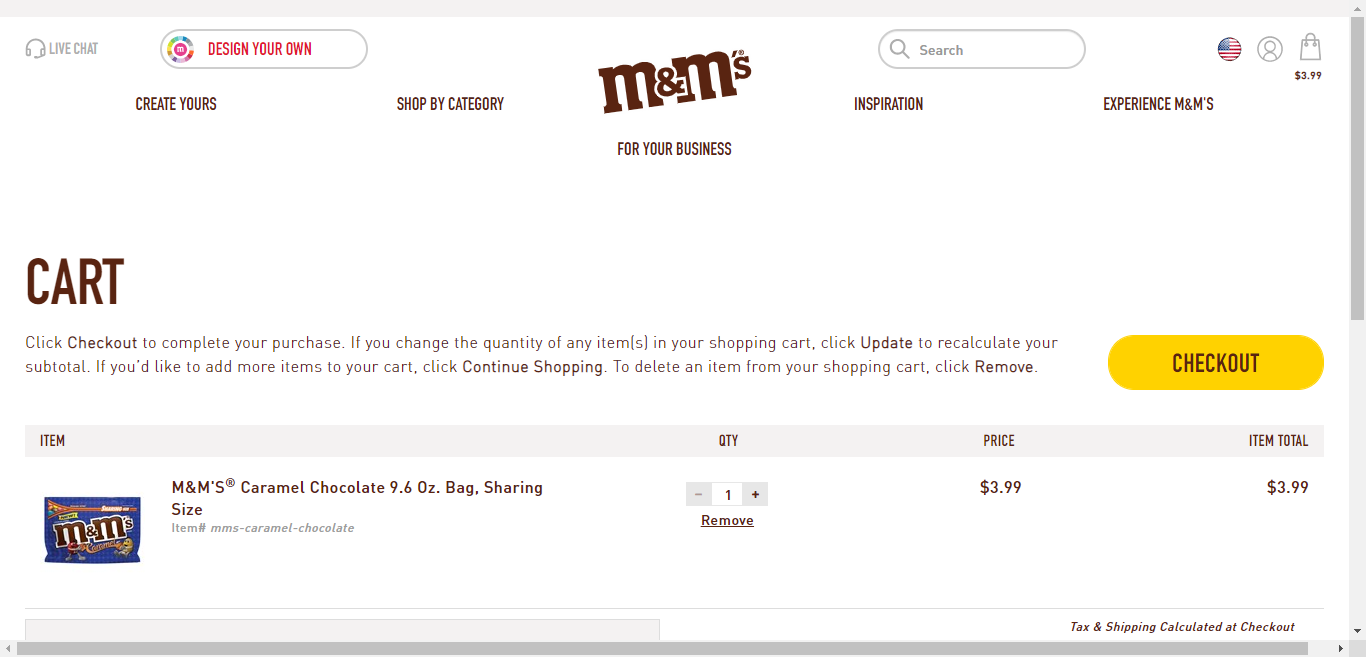 LIVE CHAT
DESIGN YOUR OWN
Search
$3.99
m&m's®
CREATE YOURS
SHOP BY CATEGORY
INSPIRATION
EXPERIENCE M&M'S
FOR YOUR BUSINESS
CART
Click Checkout to complete your purchase. If you change the quantity of any item(s) in your shopping cart, click Update to recalculate your
subtotal. If you’d like to add more items to your cart, click Continue Shopping. To delete an item from your shopping cart, click Remove.
CHECKOUT
ITEM QTY PRICE ITEM TOTAL
M&M'S® Caramel Chocolate 9.6 Oz. Bag, Sharing
Size
Item# mms-caramel-chocolate
m&m's
Caramel
− 1 +
Remove
$3.99
$3.99
Tax & Shipping Calculated at Checkout